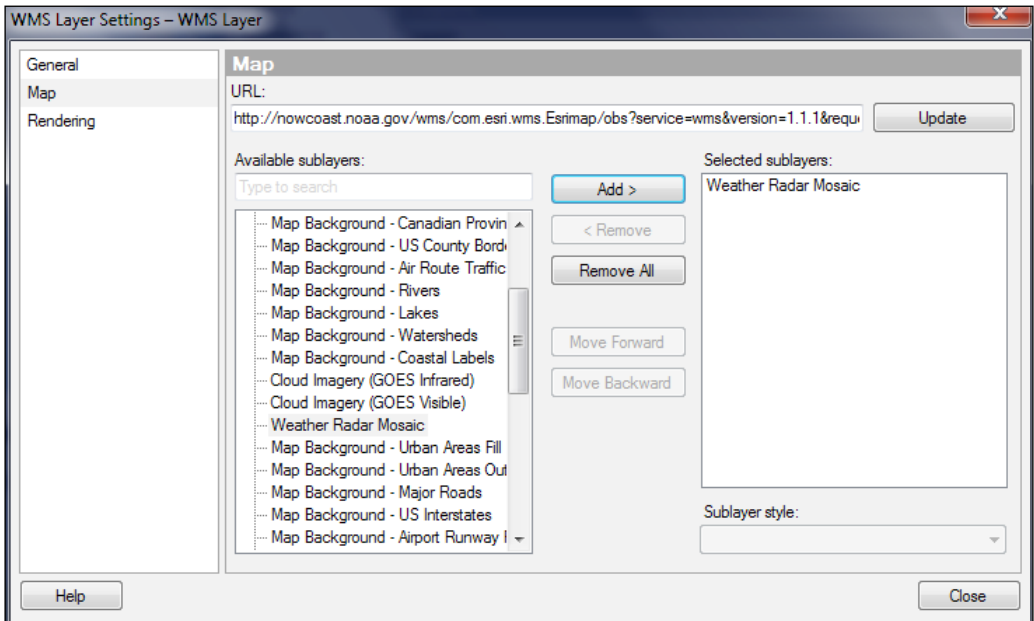 WMS Layer Settings – WMS Layer
General
Map
Rendering
Map
URL:
http://nowcoast.noaa.gov/wms/com.esri.wms.Esrimap/obs?service=wms&version=1.1.1&requ
Update
Available sublayers:
Type to search
Map Background - Canadian Provin
Map Background - US County Bord
Map Background - Air Route Traffic
Map Background - Rivers
Map Background - Lakes
Map Background - Watersheds
Map Background - Coastal Labels
Cloud Imagery (GOES Infrared)
Cloud Imagery (GOES Visible)
Weather Radar Mosaic
Map Background - Urban Areas Fill
Map Background - Urban Areas Out
Map Background - Major Roads
Map Background - US Interstates
Map Background - Airport Runway
Add >
< Remove
Remove All
Move Forward
Move Backward
Selected sublayers:
Weather Radar Mosaic
Sublayer style:
Help
Close